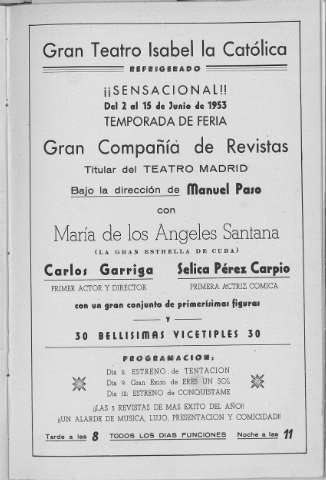 Gran Teatro Isabel la Católica
REFRIGERADO
¡¡SENSACIONAL!!
Del 2 al 15 de Junio de 1953
TEMPORADA DE FERIA
Gran Compañía de Revistas
Titular del TEATRO MADRID
Bajo la dirección de Manuel Paso
con
María de los Angeles Santana
(LA GRAN ESTRELLA DE CUBA)
Carlos Garriga Selica Pérez Carpio
PRIMER ACTOR Y DIRECTOR PRIMERA ACTRIZ COMICA
con un gran conjunto de primerísimas figuras
Y
30 BELLISIMAS VICETIPLES 30
PROGRAMACION:
Día 2: ESTRENO de TENTACION
Día 9: Gran Exito de ERES UN SOL
Día 12: ESTRENO de CONQUISTAME
¡LAS 3 REVISTAS DE MAS EXITO DEL AÑO!
¡UN ALARDE DE MUSICA, LUJO, PRESENTACION Y COMICIDAD!
Tarde a las 8 TODOS LOS DIAS FUNCIONES Noche a las 11